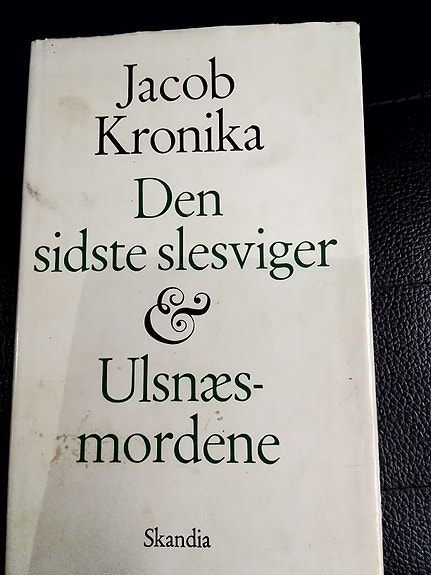 Jacob
Kronika
Den
sidste slesviger
&
Ulsnæs-
mordene
Skandia